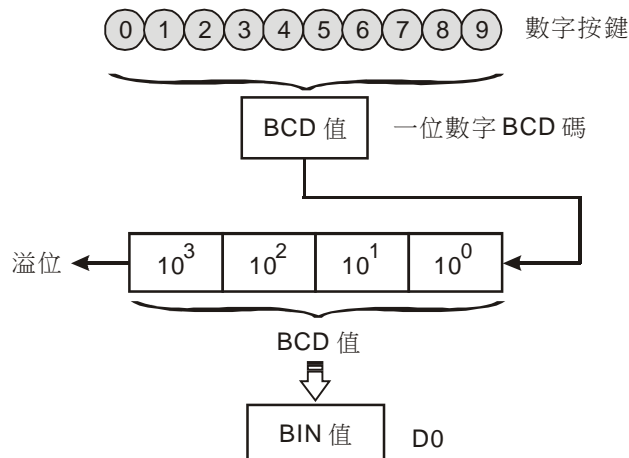 0 1 2 3 4 5 6 7 8 9 數字按鍵
BCD 值 一位數字 BCD 碼
溢位 10³ 10² 10¹ 10⁰
BCD 值
BIN 值 D0